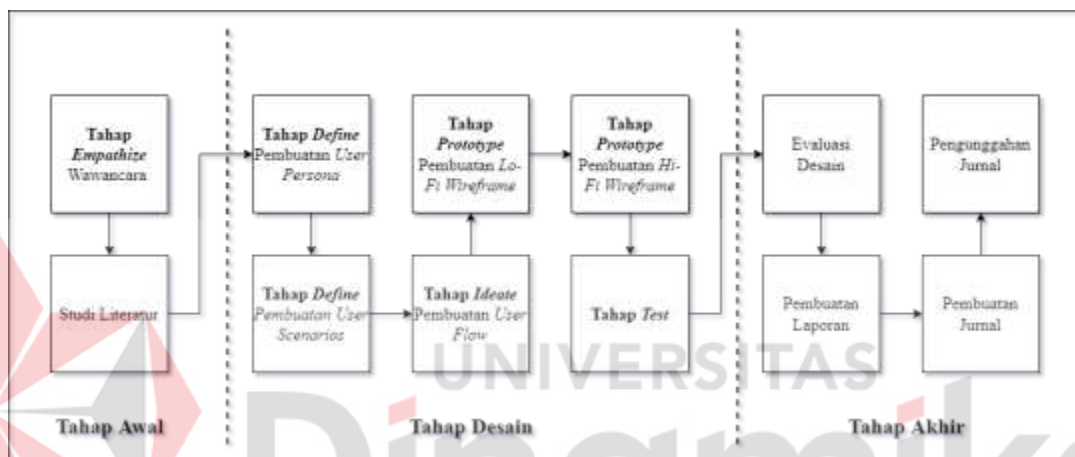 Tahap
Empathize
Wawancara
Studi Literatur
Tahap Awal
Tahap Define
Pembuatan User
Persona
Tahap Define
Pembuatan User
Scenarios
Tahap Ideate
Pembuatan User
Flow
Tahap
Prototype
Pembuatan Lo-
Fi Wireframe
Tahap
Prototype
Pembuatan Hi-
Fi Wireframe
Tahap Test
Tahap Desain
Evaluasi
Desain
Pembuatan
Laporan
Pembuatan
Jurnal
Pengunggahan
Jurnal
Tahap Akhir
UNIVERSITAS
Dinamika